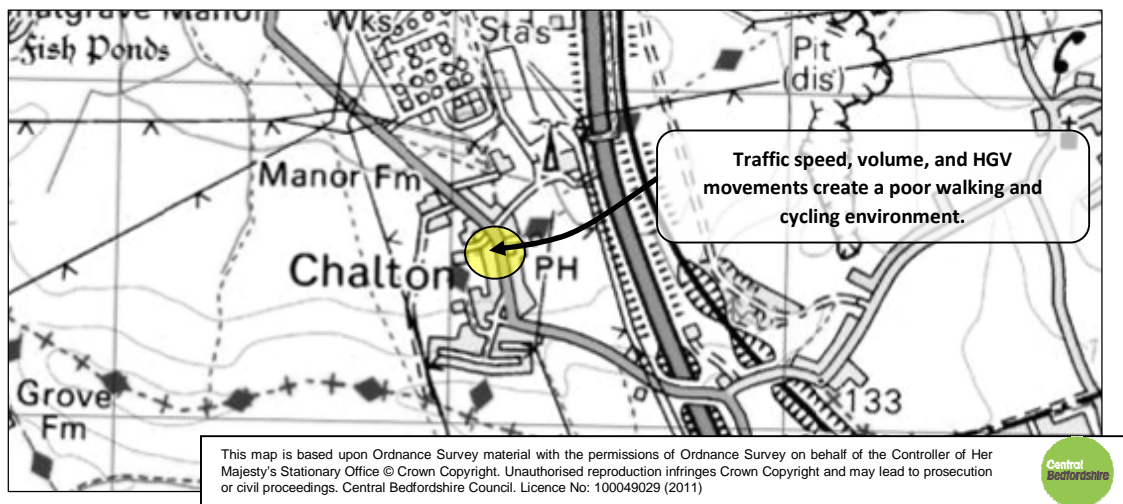 Manor
Fish Ponds
Wks
Stas
Pit
(dis)
Traffic speed, volume, and HGV
movements create a poor walking and
cycling environment.
Manor Fm
Chalton
PH
Grove
Fm
133
This map is based upon Ordnance Survey material with the permissions of Ordnance Survey on behalf of the Controller of Her
Majesty's Stationary Office © Crown Copyright. Unauthorised reproduction infringes Crown Copyright and may lead to prosecution
or civil proceedings. Central Bedfordshire Council. Licence No: 100049029 (2011)
Central
Bedfordshire